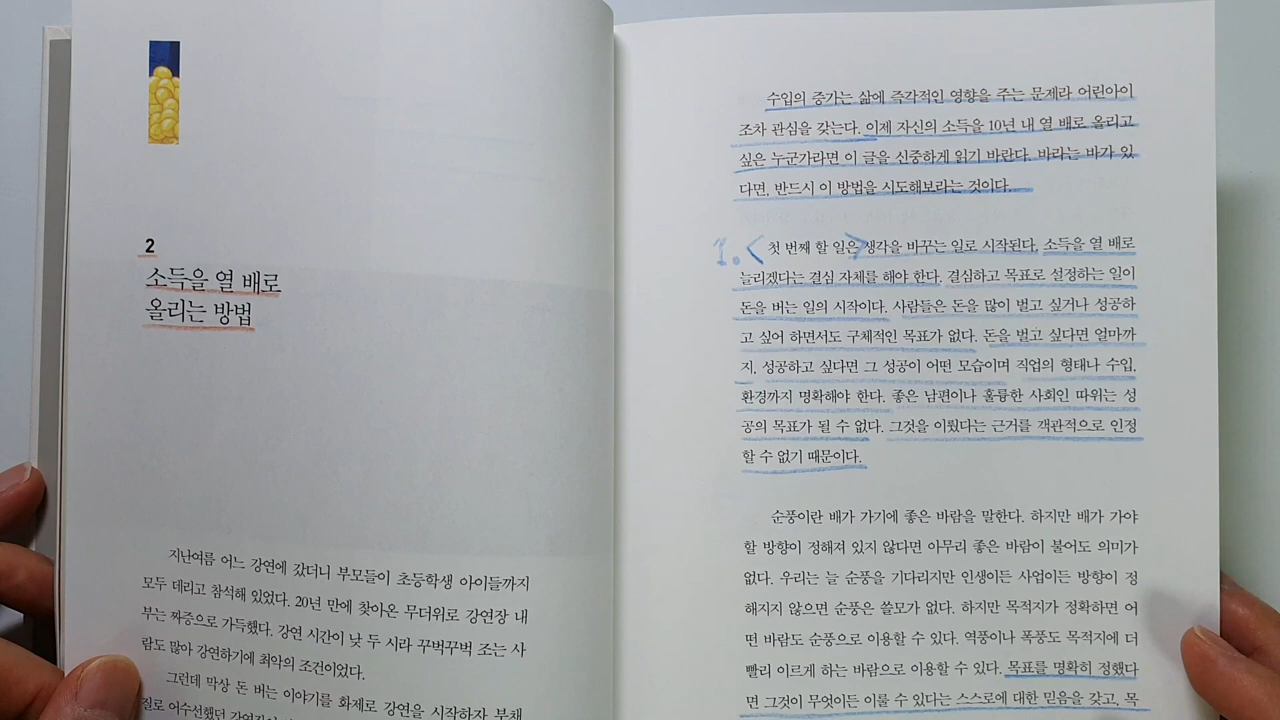 2
소득을 열 배로
올리는 방법
지난여름 어느 강연에 갔더니 부모들이 초등학생 아이들까지
모두 데리고 참석해 있었다. 20년 만에 찾아온 무더위로 강연장 내
부는 짜증으로 가득했다. 강연 시간이 낮 두 시라 꾸벅꾸벅 조는 사
람도 많아 강연하기에 최악의 조건이었다.
그런데 막상 돈 버는 이야기를 화제로 강연을 시작하자 부채
질로 어수선했던
수입의 증가는 삶에 즉각적인 영향을 주는 문제라 어린아이
조차 관심을 갖는다. 이제 자신의 소득을 10년 내 열 배로 올리고
싶은 누군가라면 이 글을 신중하게 읽기 바란다. 바라는 바가 있
다면, 반드시 이 방법을 시도해보라는 것이다.
1. < 첫 번째 할 일은 > 생각을 바꾸는 일로 시작된다. 소득을 열 배로
늘리겠다는 결심 자체를 해야 한다. 결심하고 목표로 설정하는 일이
돈을 버는 일의 시작이다. 사람들은 돈을 많이 벌고 싶거나 성공하
고 싶어 하면서도 구체적인 목표가 없다. 돈을 벌고 싶다면 얼마까
지, 성공하고 싶다면 그 성공이 어떤 모습이며 직업의 형태나 수입,
환경까지 명확해야 한다. 좋은 남편이나 훌륭한 사회인 따위는 성
공의 목표가 될 수 없다. 그것을 이뤘다는 근거를 객관적으로 인정
할 수 없기 때문이다.
순풍이란 배가 가기에 좋은 바람을 말한다. 하지만 배가 가야
할 방향이 정해져 있지 않다면 아무리 좋은 바람이 불어도 의미가
없다. 우리는 늘 순풍을 기다리지만 인생이든 사업이든 방향이 정
해지지 않으면 순풍은 쓸모가 없다. 하지만 목적지가 정확하면 어
떤 바람도 순풍으로 이용할 수 있다. 역풍이나 폭풍도 목적지에 더
빨리 이르게 하는 바람으로 이용할 수 있다. 목표를 명확히 정했다
면 그것이 무엇이든 이룰 수 있다는 스스로에 대한 믿음을 갖고, 목